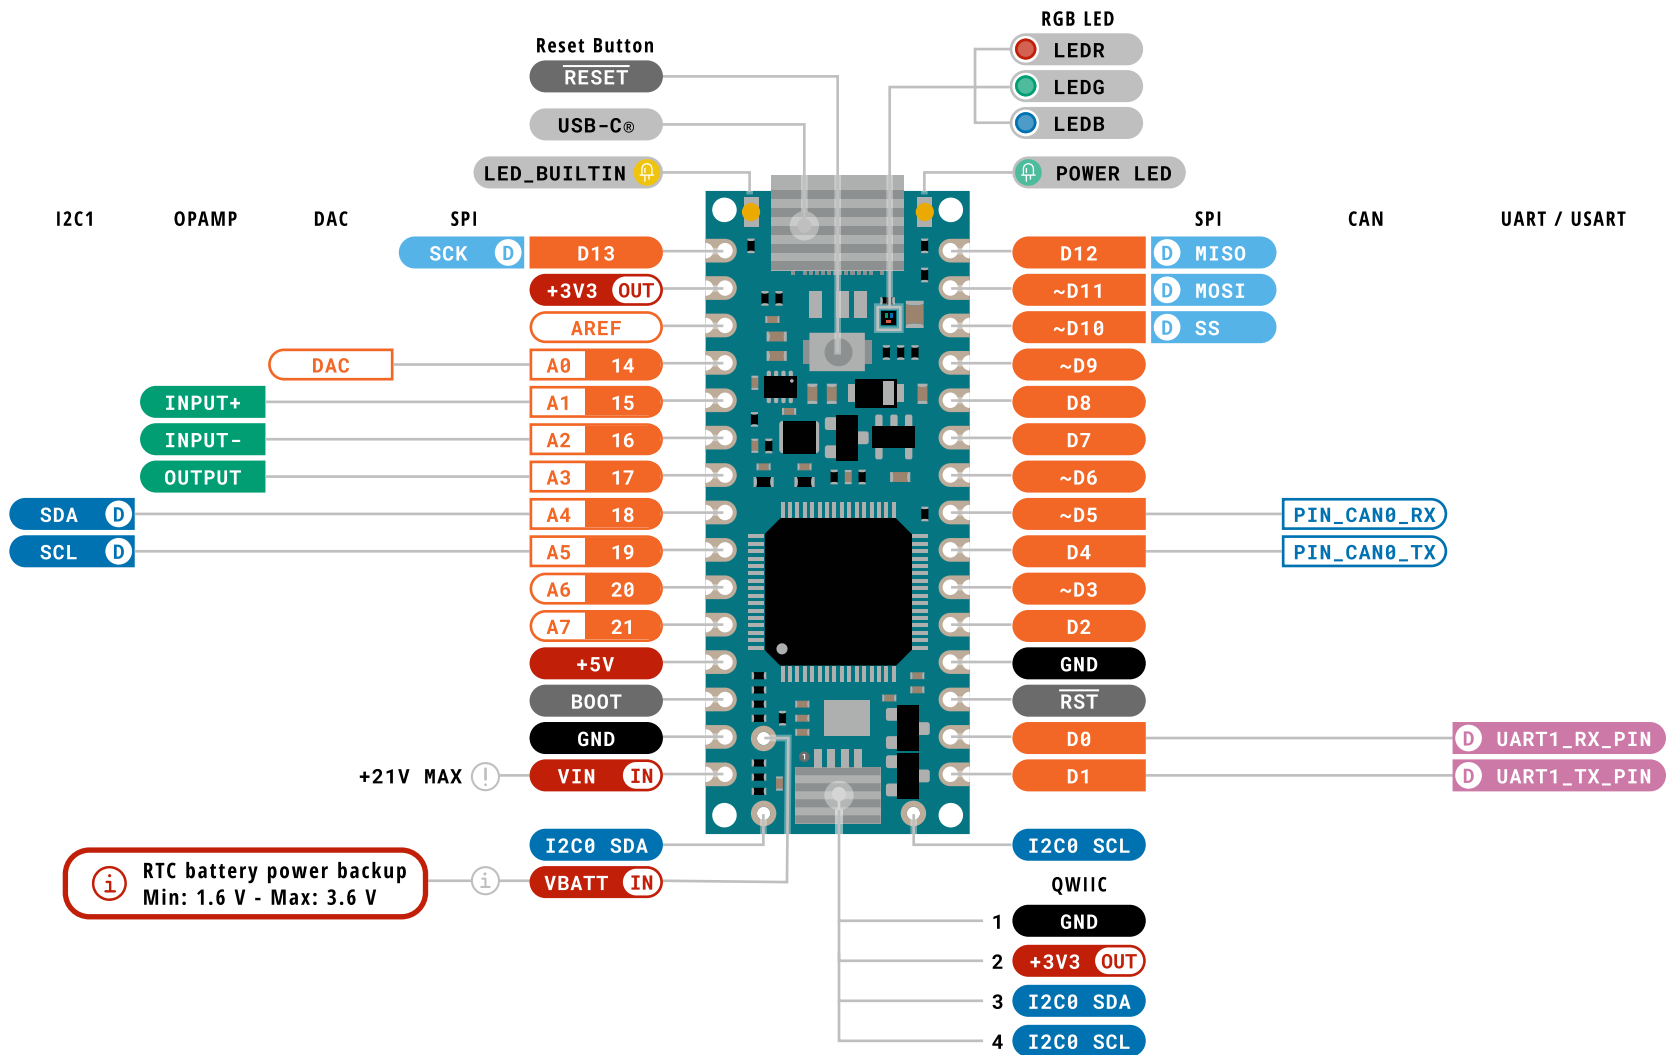 RGB LED
LEDR
LEDG
LEDB
POWER LED
Reset Button
RESET
USB-C®
LED_BUILTIN
I2C1 OPAMP DAC SPI
SCK D D13
+3V3 OUT
AREF
DAC A0 14
INPUT+ A1 15
INPUT- A2 16
OUTPUT A3 17
SDA D A4 18
SCL D A5 19
A6 20
A7 21
+5V
BOOT
GND
+21V MAX ! VIN IN
I2C0 SDA
i RTC battery power backup
Min: 1.6 V - Max: 3.6 V
i VBATT IN
1
SPI CAN UART / USART
D12 D MISO
~D11 D MOSI
~D10 D SS
~D9
D8
D7
~D6
~D5 PIN_CAN0_RX
D4 PIN_CAN0_TX
~D3
D2
GND
RST
D0 D UART1_RX_PIN
D1 D UART1_TX_PIN
I2C0 SCL
QWIIC
1 GND
2 +3V3 OUT
3 I2C0 SDA
4 I2C0 SCL